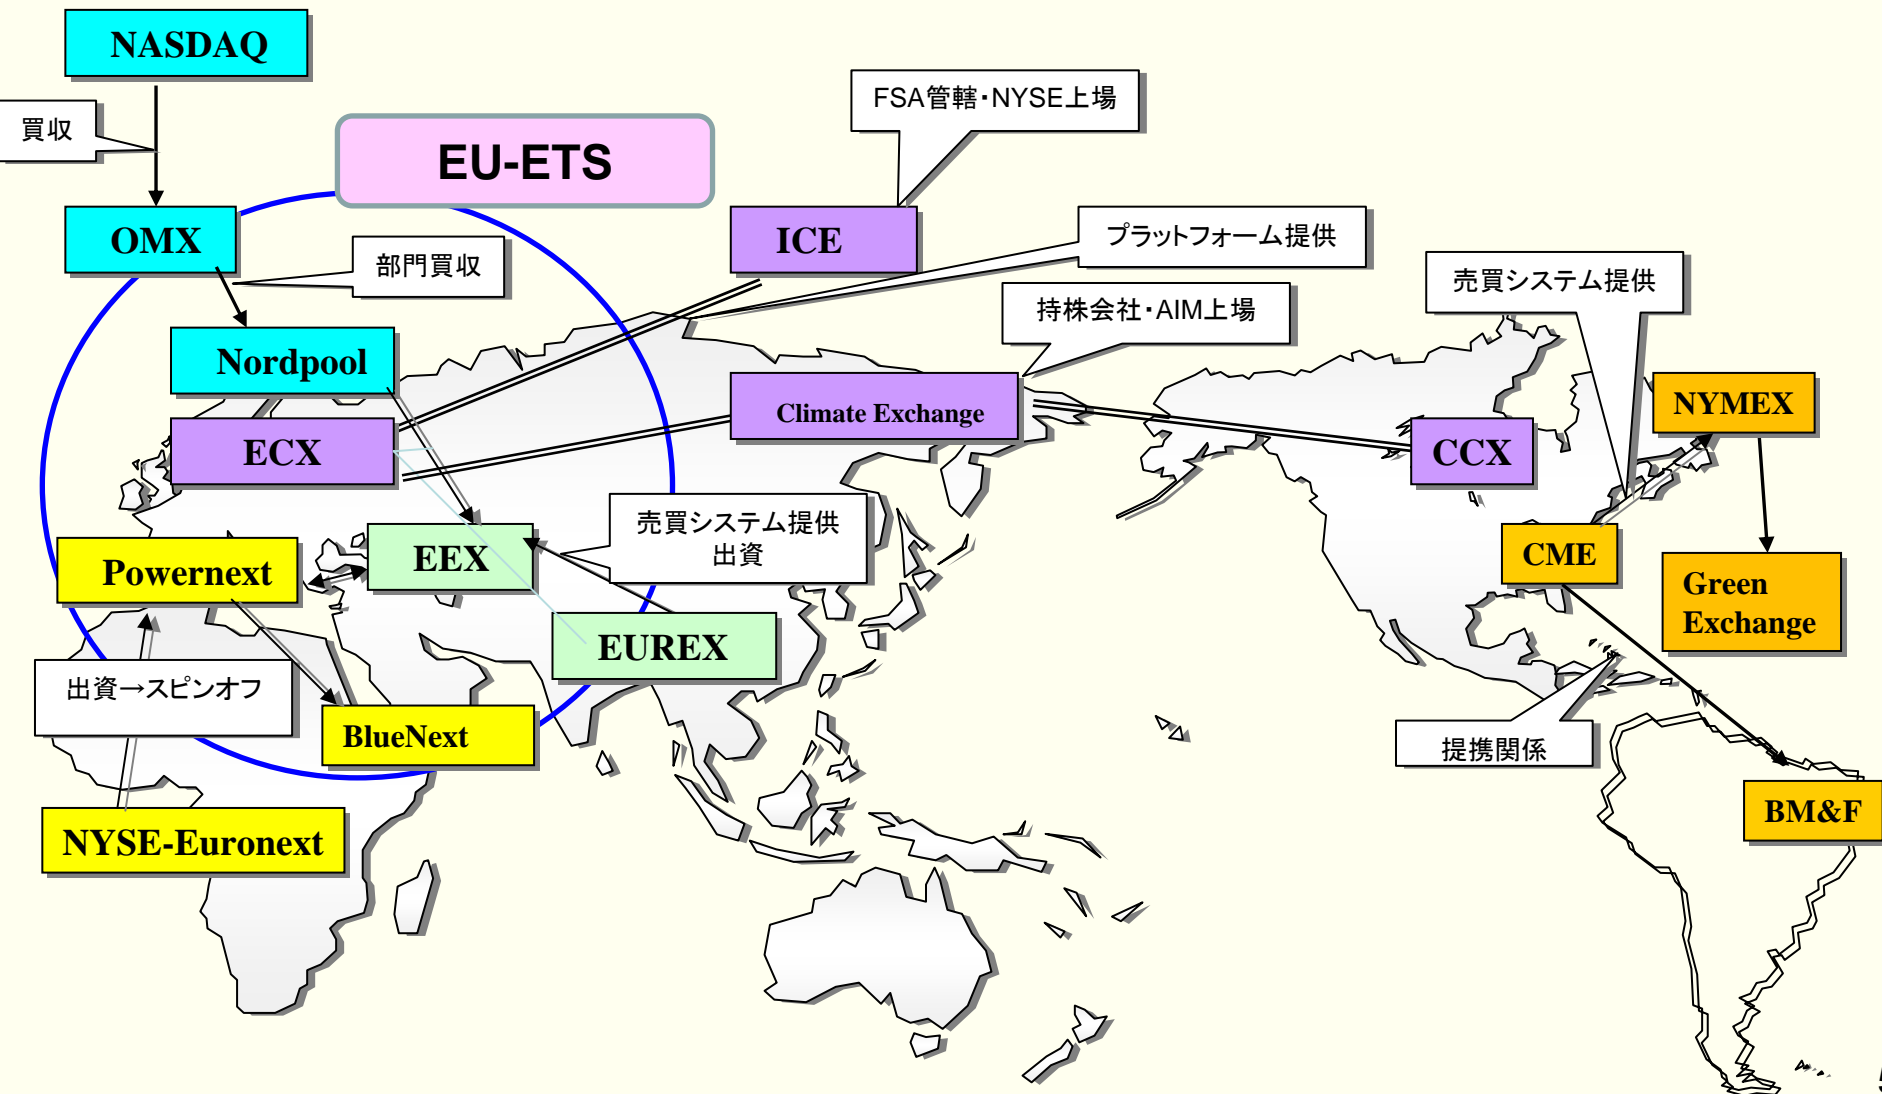 NASDAQ
FSA管轄・NYSE上場
買収
EU-ETS
OMX
ICE
プラットフォーム提供
部門買収
売買システム提供
持株会社・AIM上場
Nordpool
Climate Exchange
NYMEX
ECX
CCX
売買システム提供
出資
EEX
CME
Powernext
Green
Exchange
EUREX
出資→スピンオフ
BlueNext
提携関係
BM&F
NYSE-Euronext